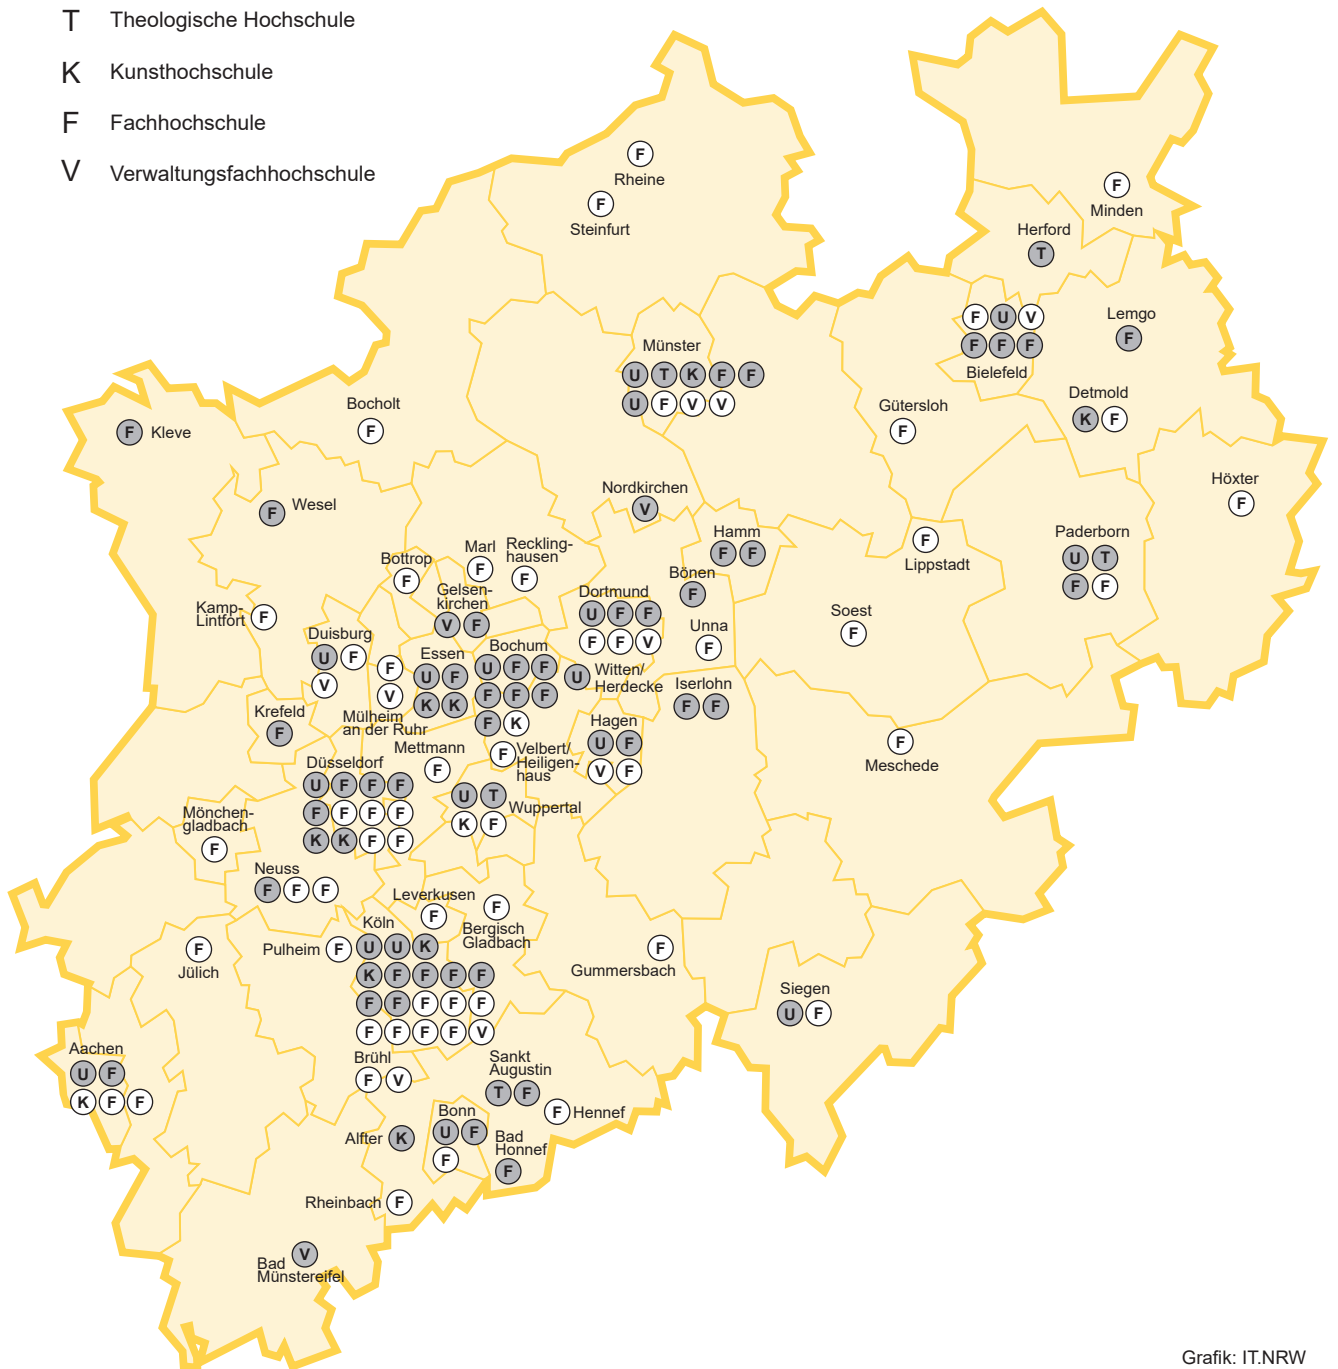 T Theologische Hochschule
K Kunsthochschule
F Fachhochschule
V Verwaltungsfachhochschule
F
Rheine
F
Steinfurt
F
Minden
Herford
T
F U V
F F F
Bielefeld
Lemgo
F
Münster
U T K F F
U F V V
Detmold
K F
Gütersloh
F
Bocholt
F
F Kleve
Höxter
F
Nordkirchen
V
F Wesel
Hamm
F F
F
Lippstadt
Paderborn
U T
F F
Marl
F
Reckling-
hausen
F
Bottrop
F
Gelsen-
kirchen
V F
Bönen
F
Dortmund
U F F
F F V
Kamp-
Lintfort
F
Soest
F
Unna
F
Duisburg
U F
V
F
V
Mülheim
an der Ruhr
Essen
U F
K K
Bochum
U F F
F F F
F K
U Witten/
Herdecke
Iserlohn
F F
Krefeld
F
Hagen
U F
V F
F
Meschede
Mettmann
F
F Velbert/
Heiligen-
haus
Düsseldorf
U F F F
F F F F
K K F F
U T
K F
Wuppertal
Mönchen-
gladbach
F
Neuss
F F F
Leverkusen
F
F
Bergisch
Gladbach
F
Jülich
Pulheim F
Köln
U U K
K F F F F
F F F F F
F F F F V
F
Gummersbach
Siegen
U F
Aachen
U F
K F F
Brühl
F V
Sankt
Augustin
T F
F Hennef
Alfter K
Bonn
U F
F
Bad
Honnef
F
Rheinbach F
V
Bad
Münstereifel
Grafik: IT.NRW